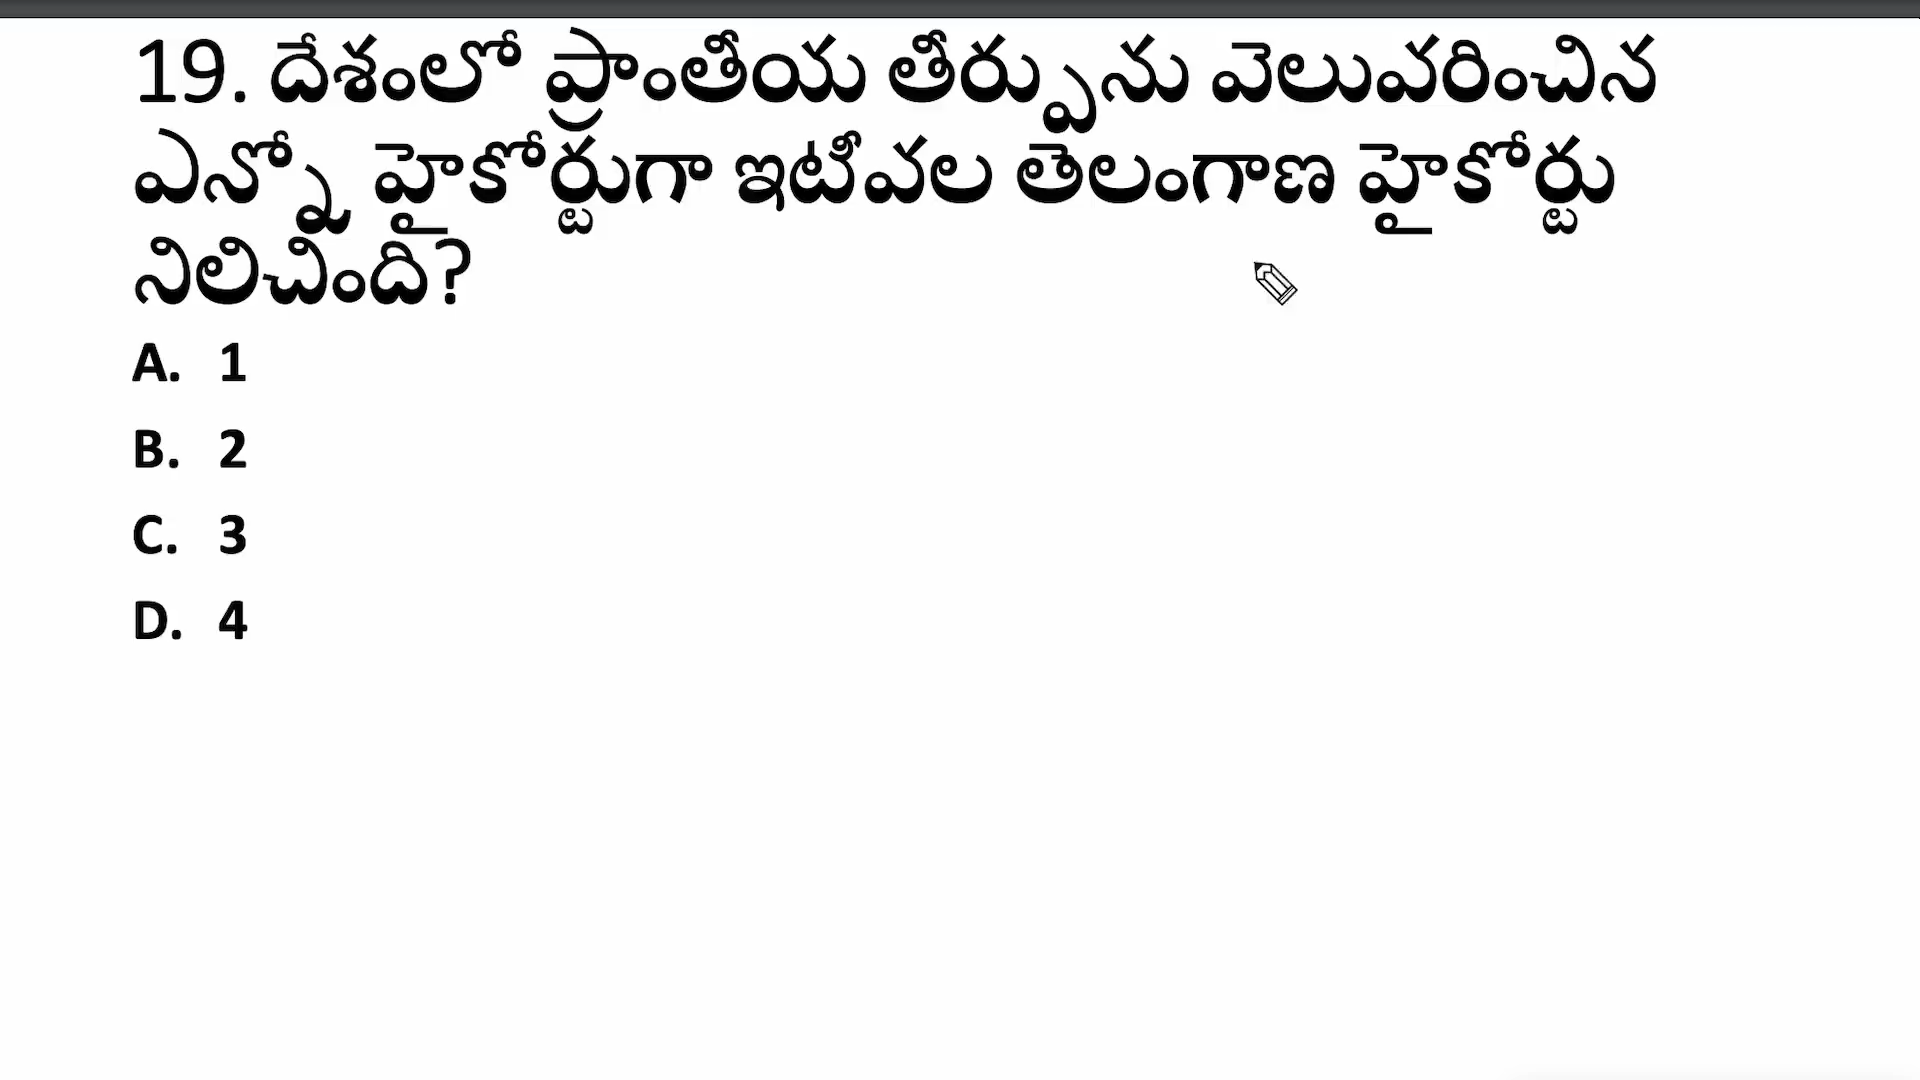 19. దేశంలో ప్రాంతీయ తీర్పును వెలువరించిన
ఎన్నో హైకోర్టుగా ఇటీవల తెలంగాణ హైకోర్టు
నిలిచింది?
A. 1
B. 2
C. 3
D. 4